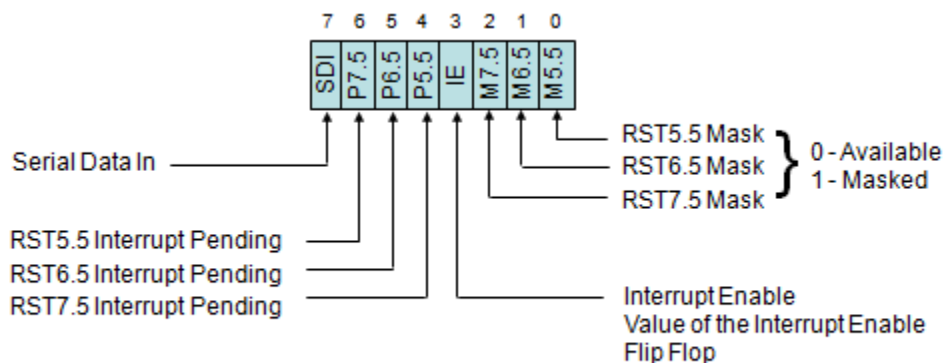 7 6 5 4 3 2 1 0
SDI P7.5 P6.5 P5.5 IE M7.5 M6.5 M5.5
Serial Data In
RST5.5 Interrupt Pending
RST6.5 Interrupt Pending
RST7.5 Interrupt Pending
RST5.5 Mask
RST6.5 Mask
RST7.5 Mask
0 - Available
1 - Masked
Interrupt Enable
Value of the Interrupt Enable
Flip Flop